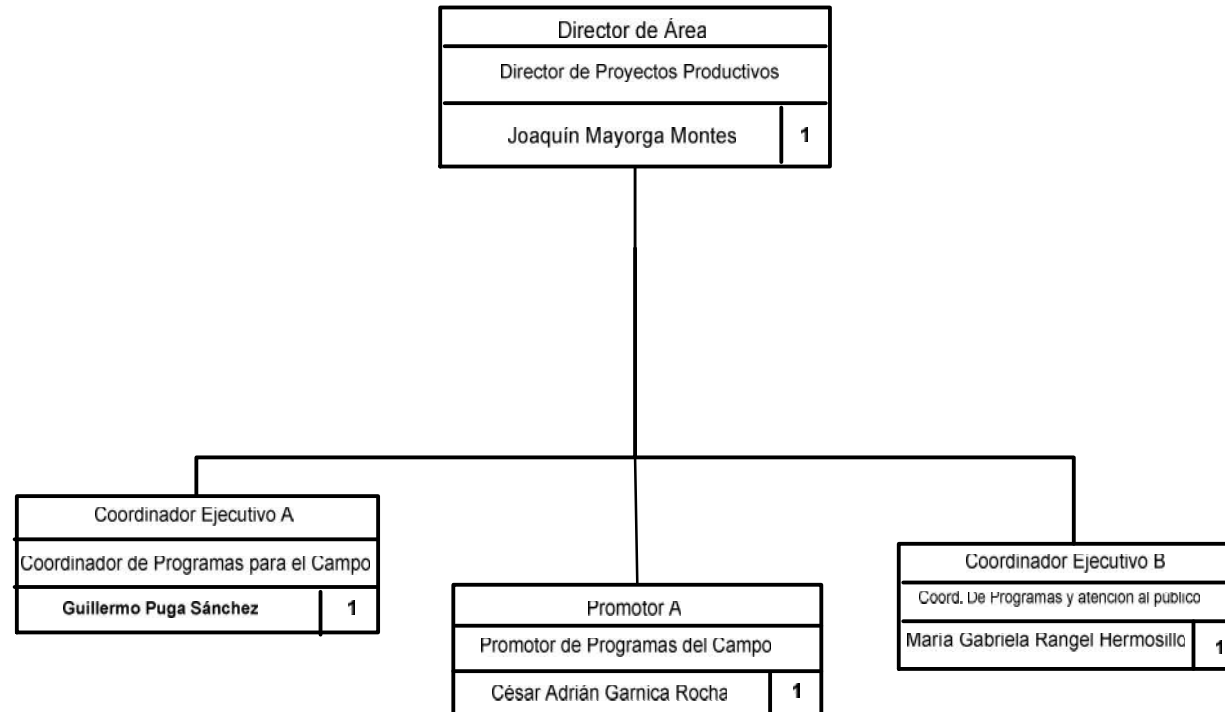 Director de Área
Director de Proyectos Productivos
Joaquín Mayorga Montes 1
Coordinador Ejecutivo A
Coordinador de Programas para el Campo
Guillermo Puga Sánchez 1
Promotor A
Promotor de Programas del Campo
César Adrián Garnica Rocha 1
Coordinador Ejecutivo B
Coord. De Programas y atención al publico
María Gabriela Rangel Hermosillo 1